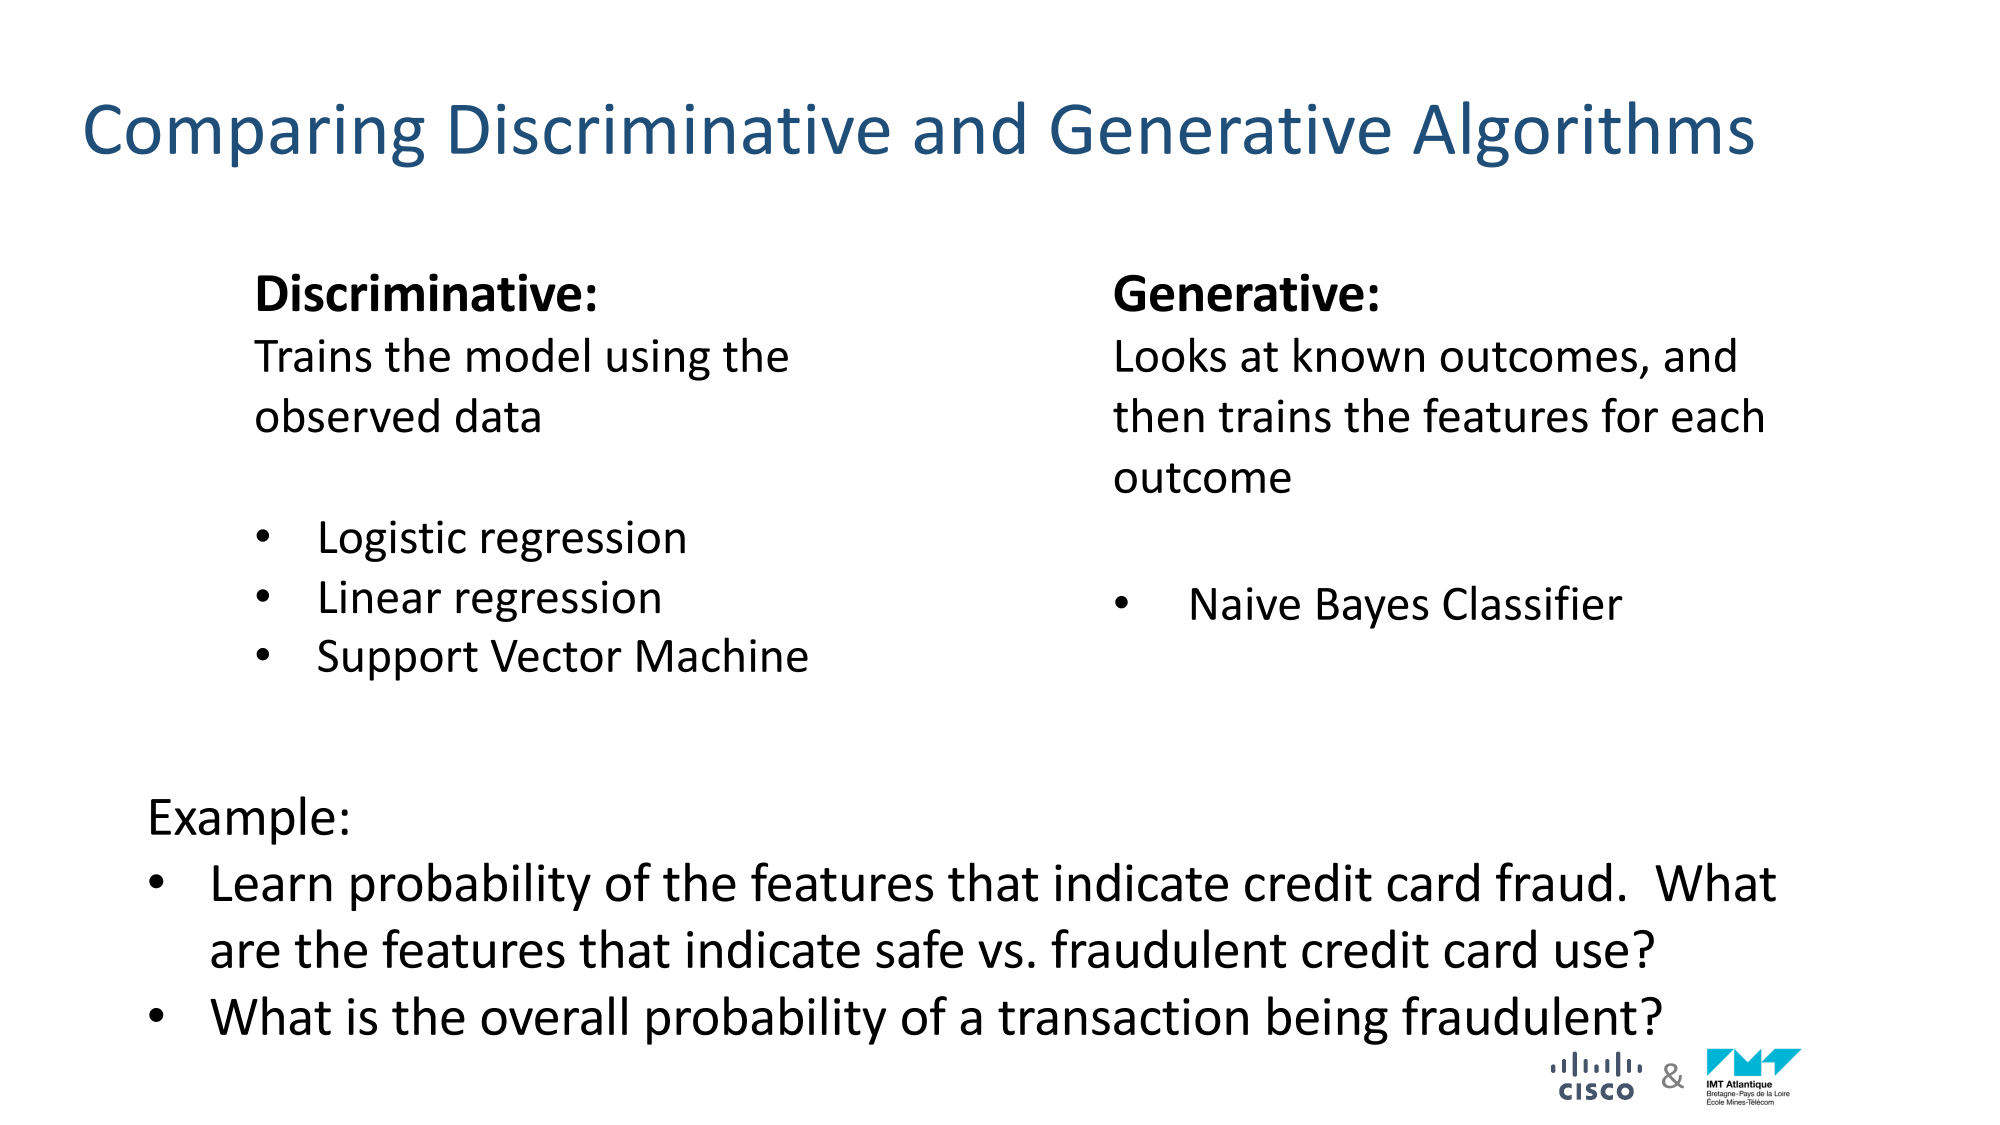 Comparing Discriminative and Generative Algorithms
Discriminative:
Trains the model using the
observed data
• Logistic regression
• Linear regression
• Support Vector Machine
Generative:
Looks at known outcomes, and
then trains the features for each
outcome
• Naive Bayes Classifier
Example:
• Learn probability of the features that indicate credit card fraud.  What
are the features that indicate safe vs. fraudulent credit card use?
• What is the overall probability of a transaction being fraudulent?
CISCO
&
IMT Atlantique
Bretagne-Pays de la Loire
École Mines-Télécom